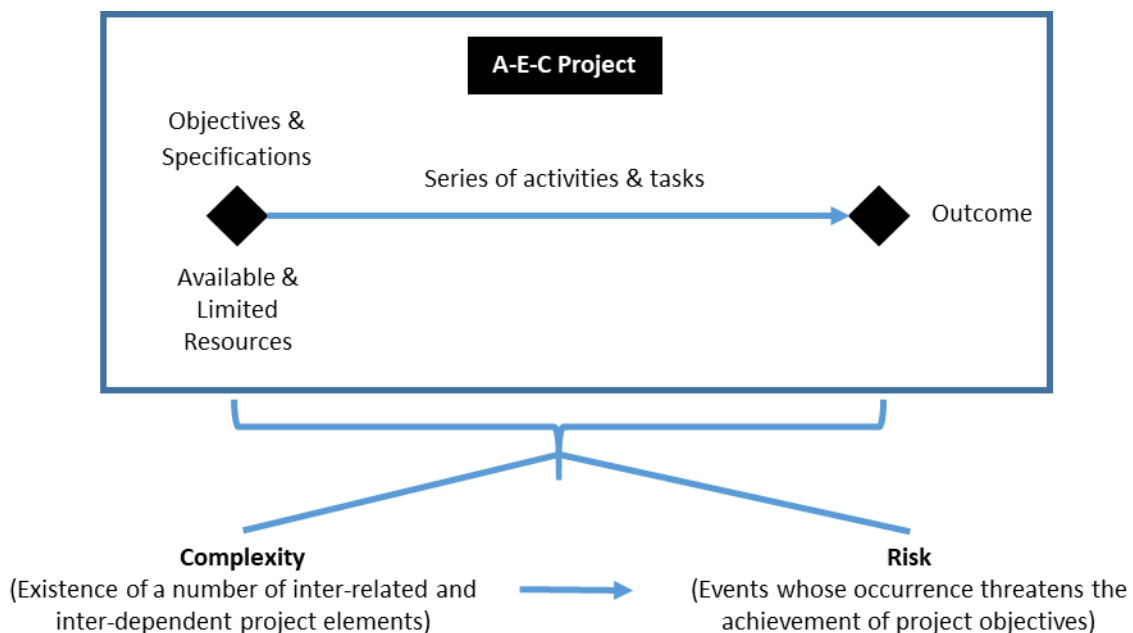 A-E-C Project
Objectives &
Specifications
Series of activities & tasks
Outcome
Available &
Limited
Resources
Complexity
(Existence of a number of inter-related and
inter-dependent project elements)
Risk
(Events whose occurrence threatens the
achievement of project objectives)